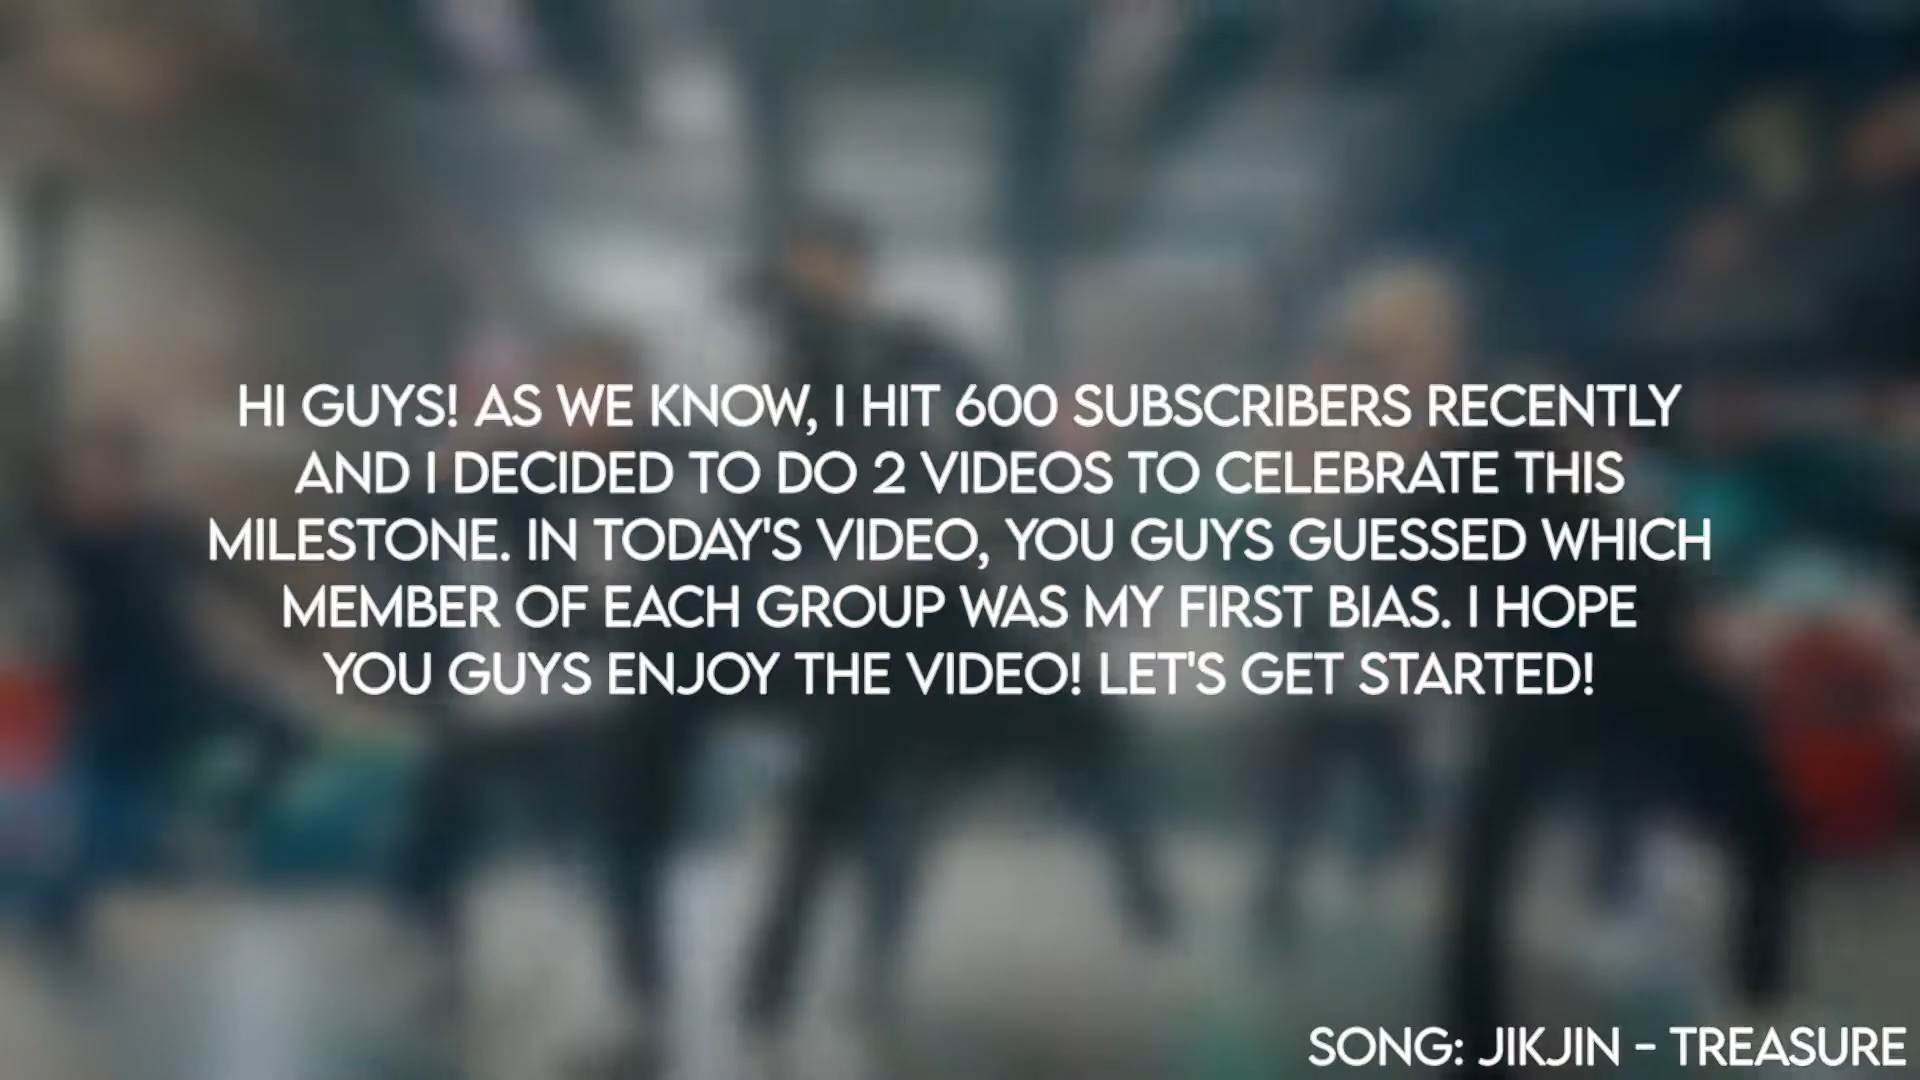 HI GUYS! AS WE KNOW, I HIT 600 SUBSCRIBERS RECENTLY
AND I DECIDED TO DO 2 VIDEOS TO CELEBRATE THIS
MILESTONE. IN TODAY'S VIDEO, YOU GUYS GUESSED WHICH
MEMBER OF EACH GROUP WAS MY FIRST BIAS. I HOPE
YOU GUYS ENJOY THE VIDEO! LET'S GET STARTED!
SONG: JIKJIN - TREASURE